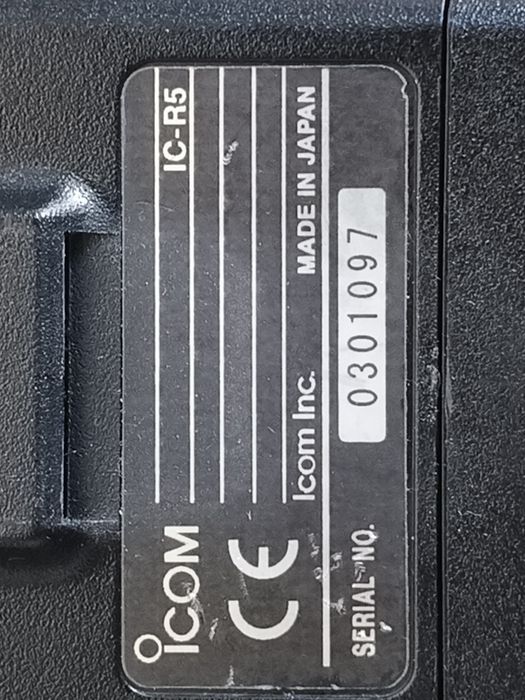 ICOM IC-R5
CE
Icom Inc. MADE IN JAPAN
SERIAL NO. 0301097